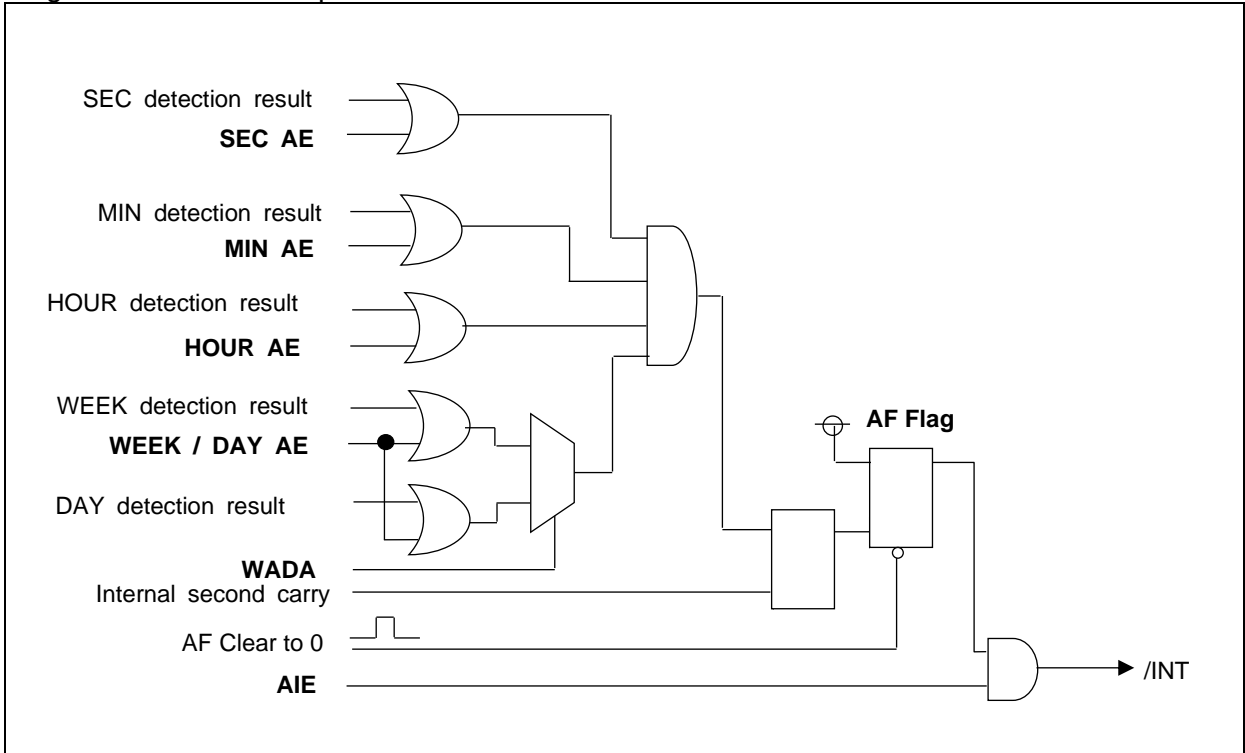 SEC detection result
SEC AE
MIN detection result
MIN AE
HOUR detection result
HOUR AE
WEEK detection result
WEEK / DAY AE
AF Flag
DAY detection result
WADA
Internal second carry
AF Clear to 0
AIE
/INT